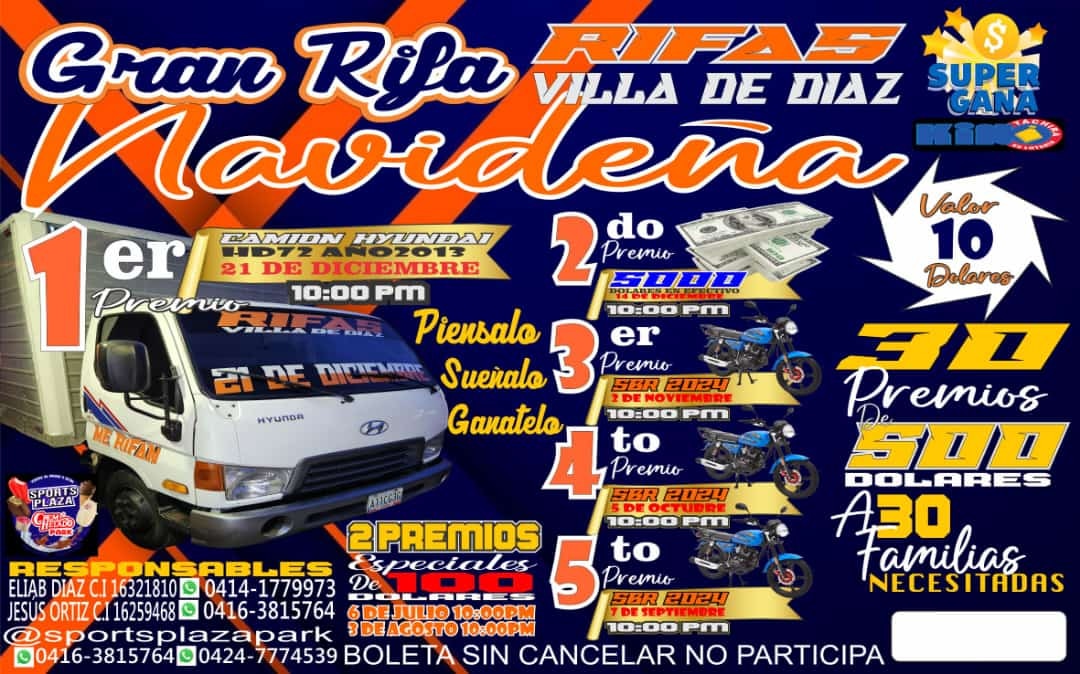 Gran Rifa
Navideña
RIFAS
VILLA DE DIAZ
SUPER
GANA
KINO
TACHIRA
Valor
10
Dolares
1er
Premio
CAMION HYUNDAI
HD72 AÑO2013
21 DE DICIEMBRE
10:00 PM
RIFAS
VILLA DE DIAZ
21 DE DICIEMBRE
HYUNDA
ME RIFAN
Piensalo
Sueñalo
Ganatelo
2do
Premio
5000
DOLARES EN EFECTIVO
14 DE DICIEMBRE
10:00 PM
3er
Premio
SBR 2024
2 DE NOVIEMBRE
10:00 PM
4to
Premio
SBR 2024
5 DE OCTUBRE
10:00 PM
5to
Premio
SBR 2024
7 DE SEPTIEMBRE
10:00 PM
30
Premios
De
500
DOLARES
A 30
Familias
NECESITADAS
SPORTS
PLAZA
CREM HELADO
PARK
2 PREMIOS
Especiales
De 100
DOLARES
6 DE JULIO 10:00PM
3 DE AGOSTO 10:00PM
RESPONSABLES
ELIAB DIAZ C.I 16321810 0414-1779973
JESÚS ORTIZ C.I 16259468 0416-3815764
@sportsplazapark
0416-3815764 0424-7774539
BOLETA SIN CANCELAR NO PARTICIPA